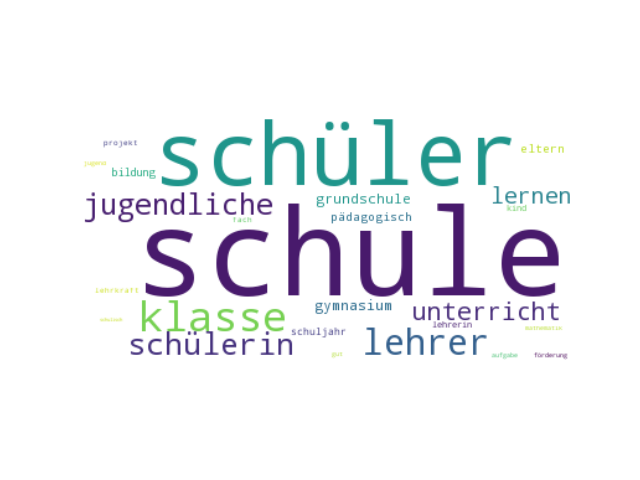 schüler
projekt
eltern
jugend
bildung
lernen
jugendliche
grundschule
kind
pädagogisch
fach
schule
lehrkraft
klasse
gymnasium
unterricht
lehrerin
mathematik
schuljahr
schülerin
lehrer
gut
aufgabe
förderung